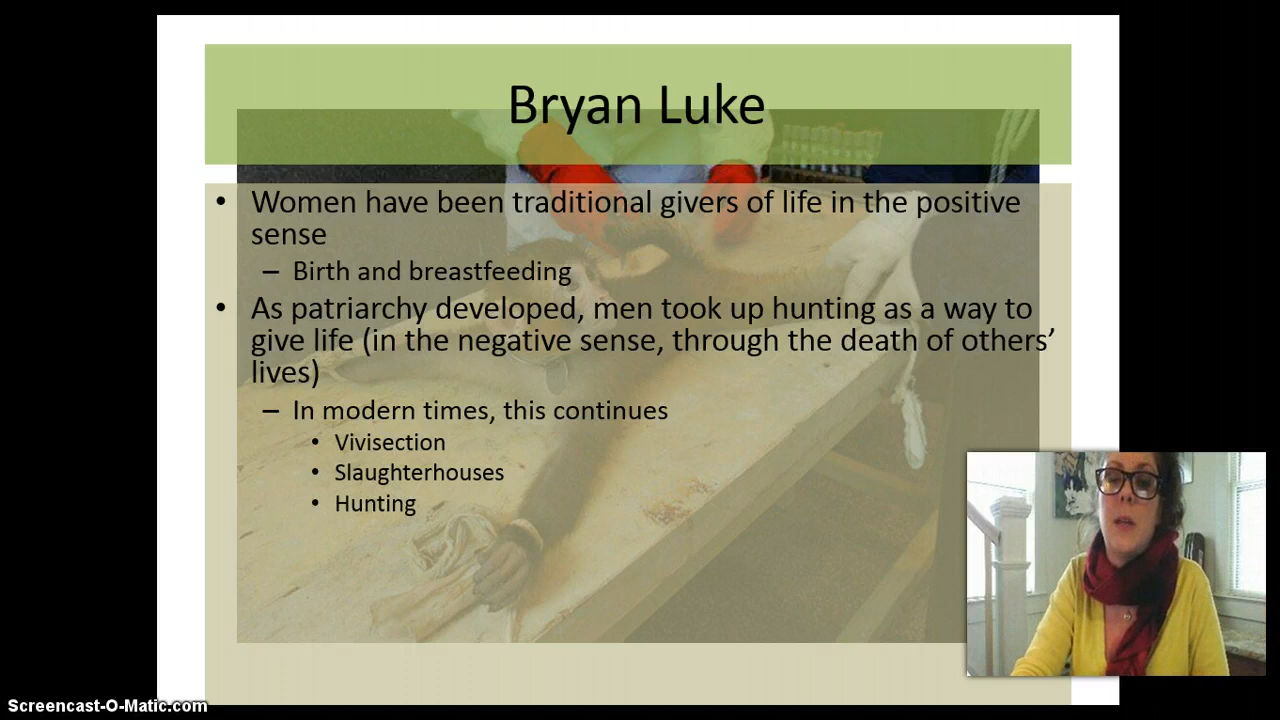 Bryan Luke
• Women have been traditional givers of life in the positive
sense
– Birth and breastfeeding
• As patriarchy developed, men took up hunting as a way to
give life (in the negative sense, through the death of others’
lives)
– In modern times, this continues
• Vivisection
• Slaughterhouses
• Hunting
Screencast-O-Matic.com